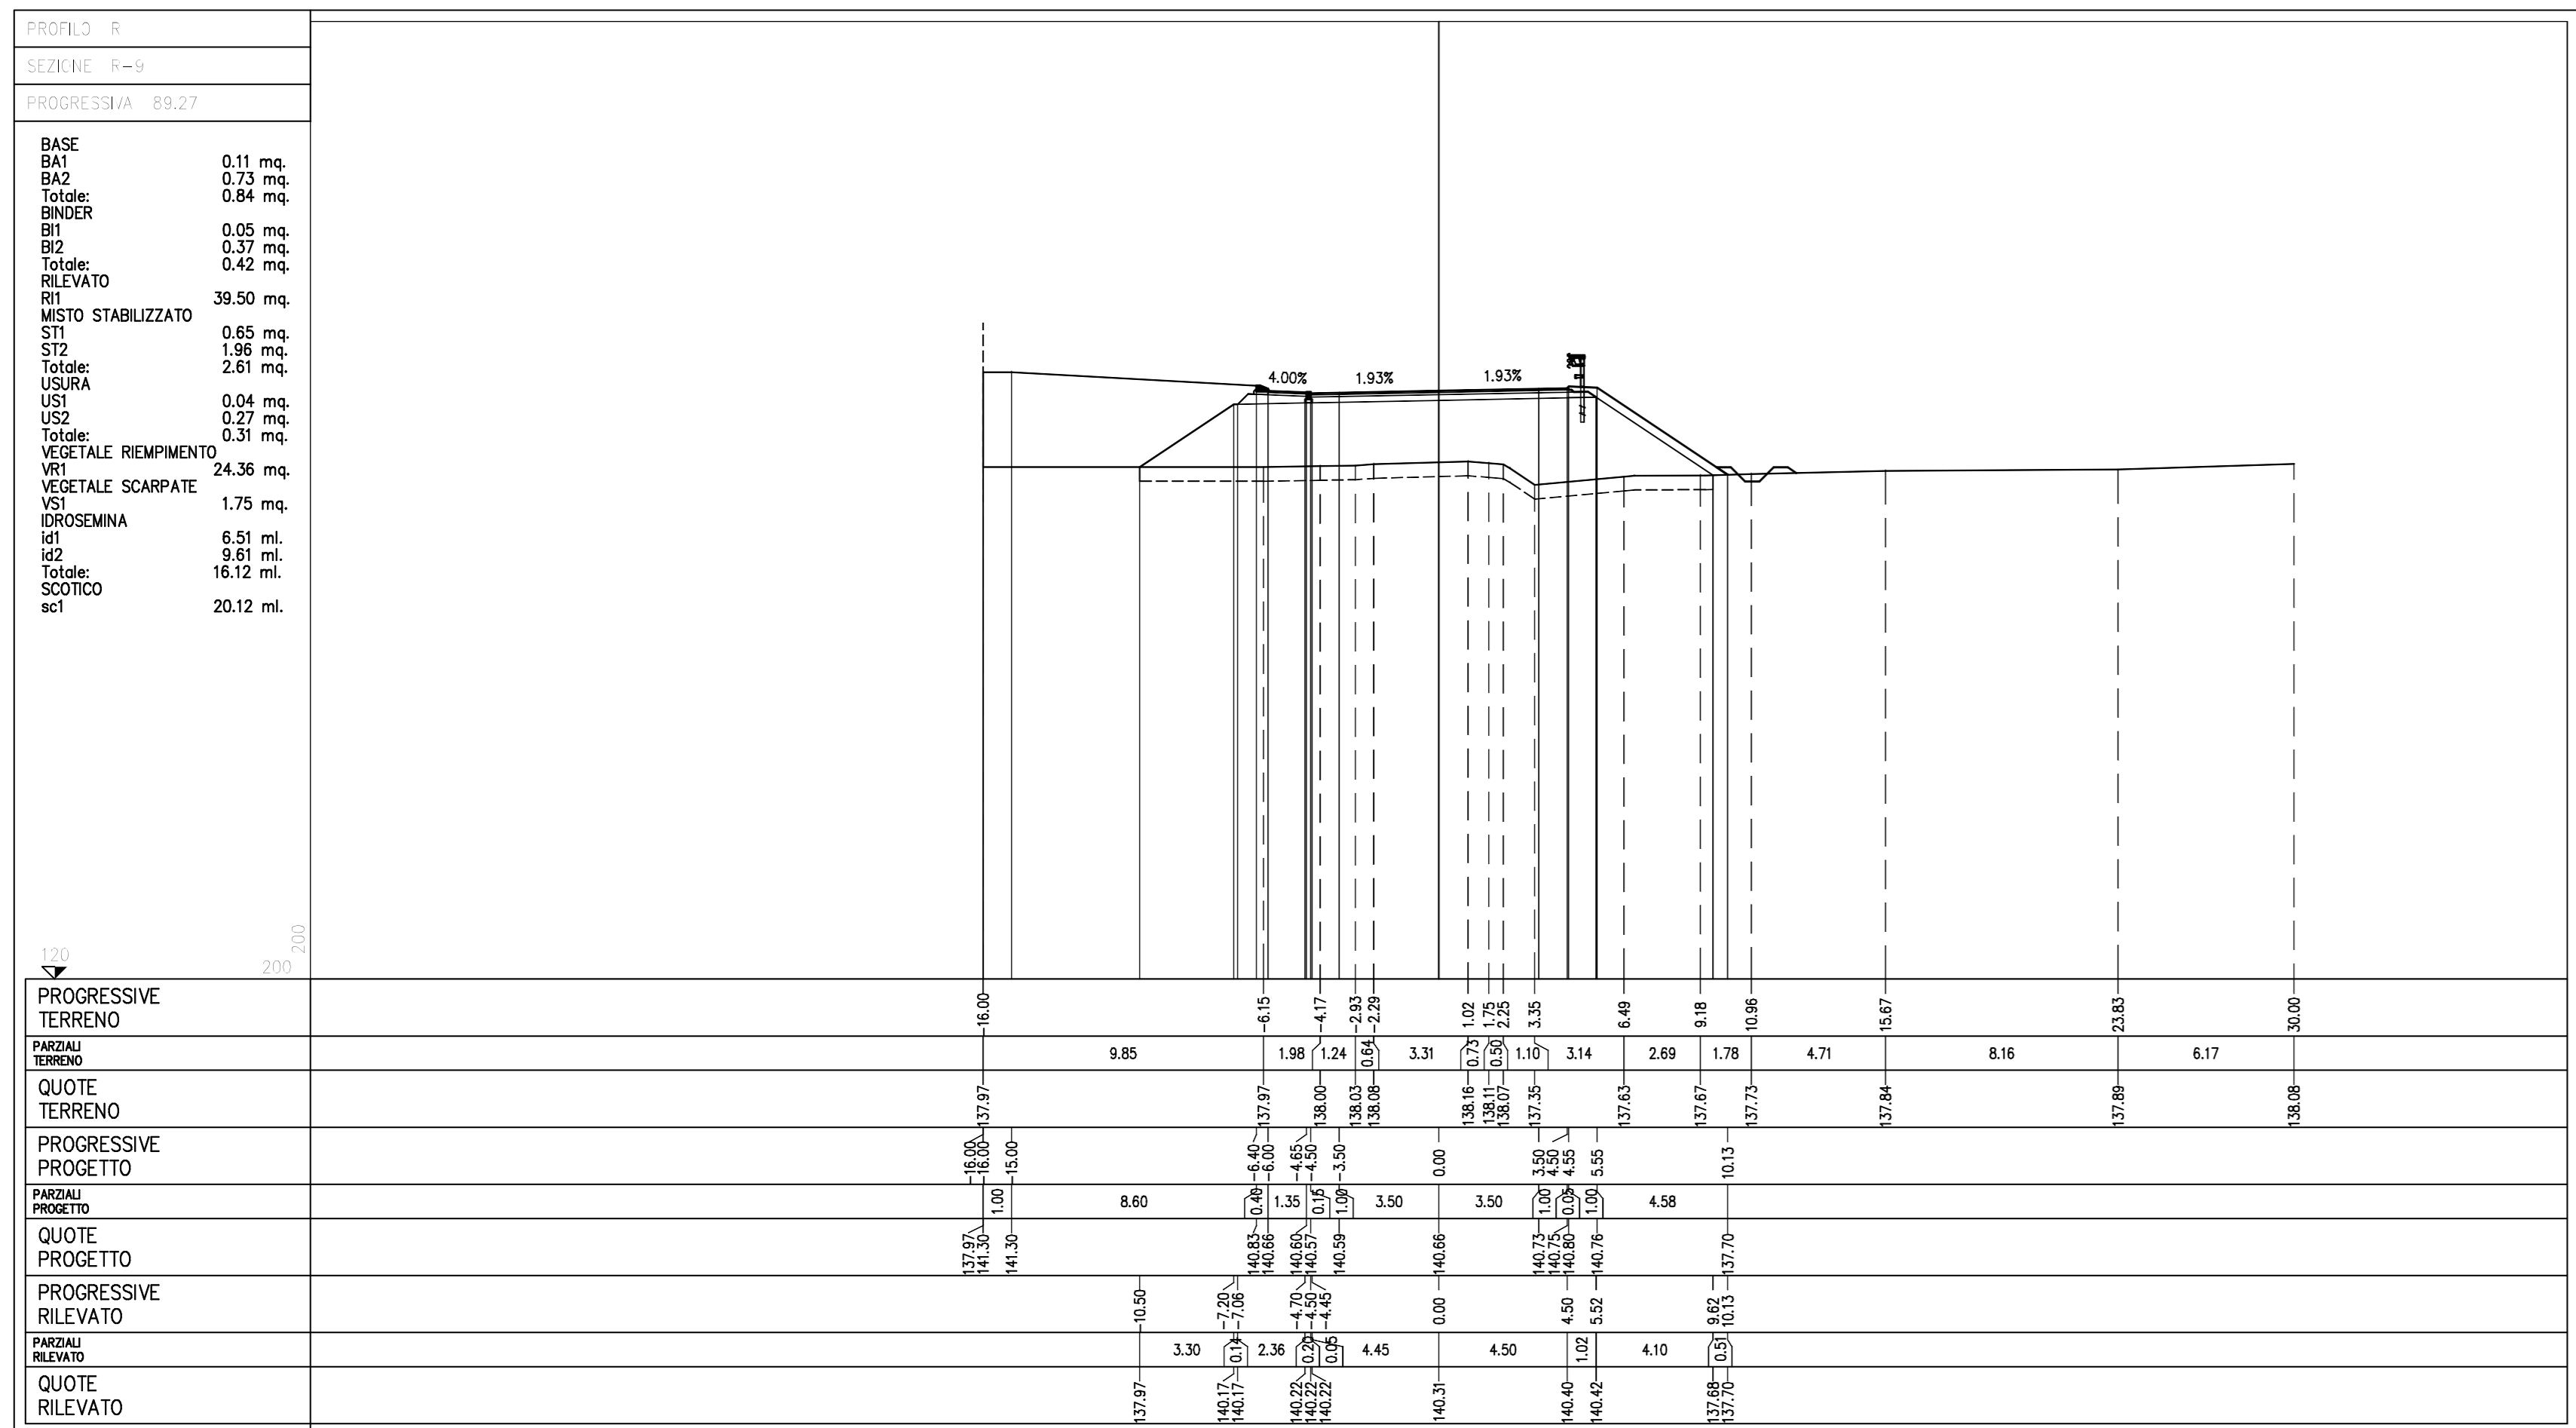 PROFILO R
SEZIONE R-9
PROGRESSIVA 89.27
BASE
BA1 0.11 mq.
BA2 0.73 mq.
Totale: 0.84 mq.
BINDER
BI1 0.05 mq.
BI2 0.37 mq.
Totale: 0.42 mq.
RILEVATO
RI1 39.50 mq.
MISTO STABILIZZATO
ST1 0.65 mq.
ST2 1.96 mq.
Totale: 2.61 mq.
USURA
US1 0.04 mq.
US2 0.27 mq.
Totale: 0.31 mq.
VEGETALE RIEMPIMENTO
VR1 24.36 mq.
VEGETALE SCARPATE
VS1 1.75 mq.
IDROSEMINA
id1 6.51 ml.
id2 9.61 ml.
Totale: 16.12 ml.
SCOTICO
sc1 20.12 ml.
4.00% 1.93% 1.93%
120 200
200
PROGRESSIVE
TERRENO
-16.00 -6.15 -4.17 -2.93 -2.29 1.02 1.75 2.25 3.35 6.49 9.18 10.96 15.67 23.83 30.00
PARZIALI
TERRENO
9.85 1.98 1.24 0.64 3.31 0.73 0.50 1.10 3.14 2.69 1.78 4.71 8.16 6.17
QUOTE
TERRENO
137.97 137.97 138.00 138.03 138.08 138.16 138.11 138.07 137.35 137.63 137.67 137.73 137.84 137.89 138.08
PROGRESSIVE
PROGETTO
-16.00 -16.00 -15.00 -6.40 -6.00 -4.65 -4.50 -3.50 0.00 3.50 4.50 4.55 5.55 10.13
PARZIALI
PROGETTO
1.00 8.60 0.40 1.35 0.15 1.00 3.50 3.50 1.00 0.05 1.00 4.58
QUOTE
PROGETTO
137.97 141.30 141.30 140.83 140.66 140.60 140.57 140.59 140.66 140.73 140.75 140.80 140.76 137.70
PROGRESSIVE
RILEVATO
-10.50 -7.20 -7.06 -4.70 -4.50 -4.45 0.00 4.50 5.52 9.62 10.13
PARZIALI
RILEVATO
3.30 0.14 2.36 0.20 0.05 4.45 4.50 1.02 4.10 0.51
QUOTE
RILEVATO
137.97 140.17 140.17 140.22 140.22 140.22 140.31 140.40 140.42 137.68 137.70